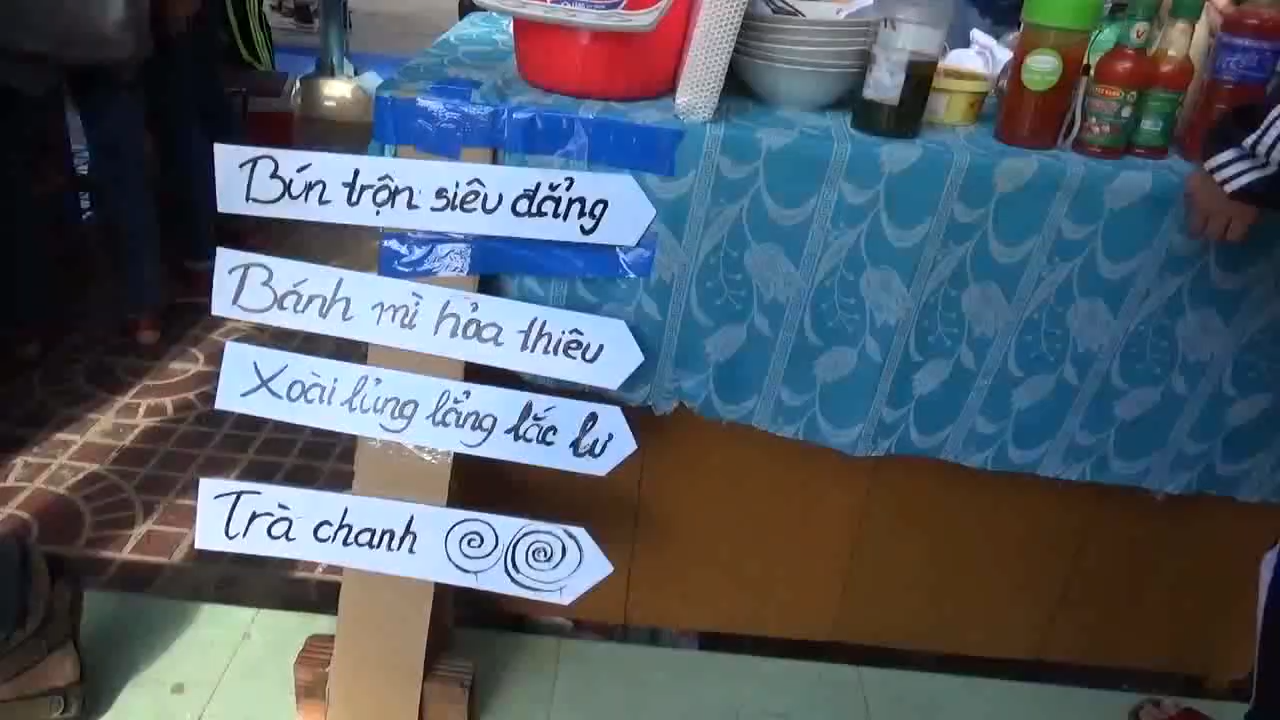 Bún trộn siêu đẳng
Bánh mì hỏa thiêu
Xoài lủng lẳng lắc lư
Trà chanh